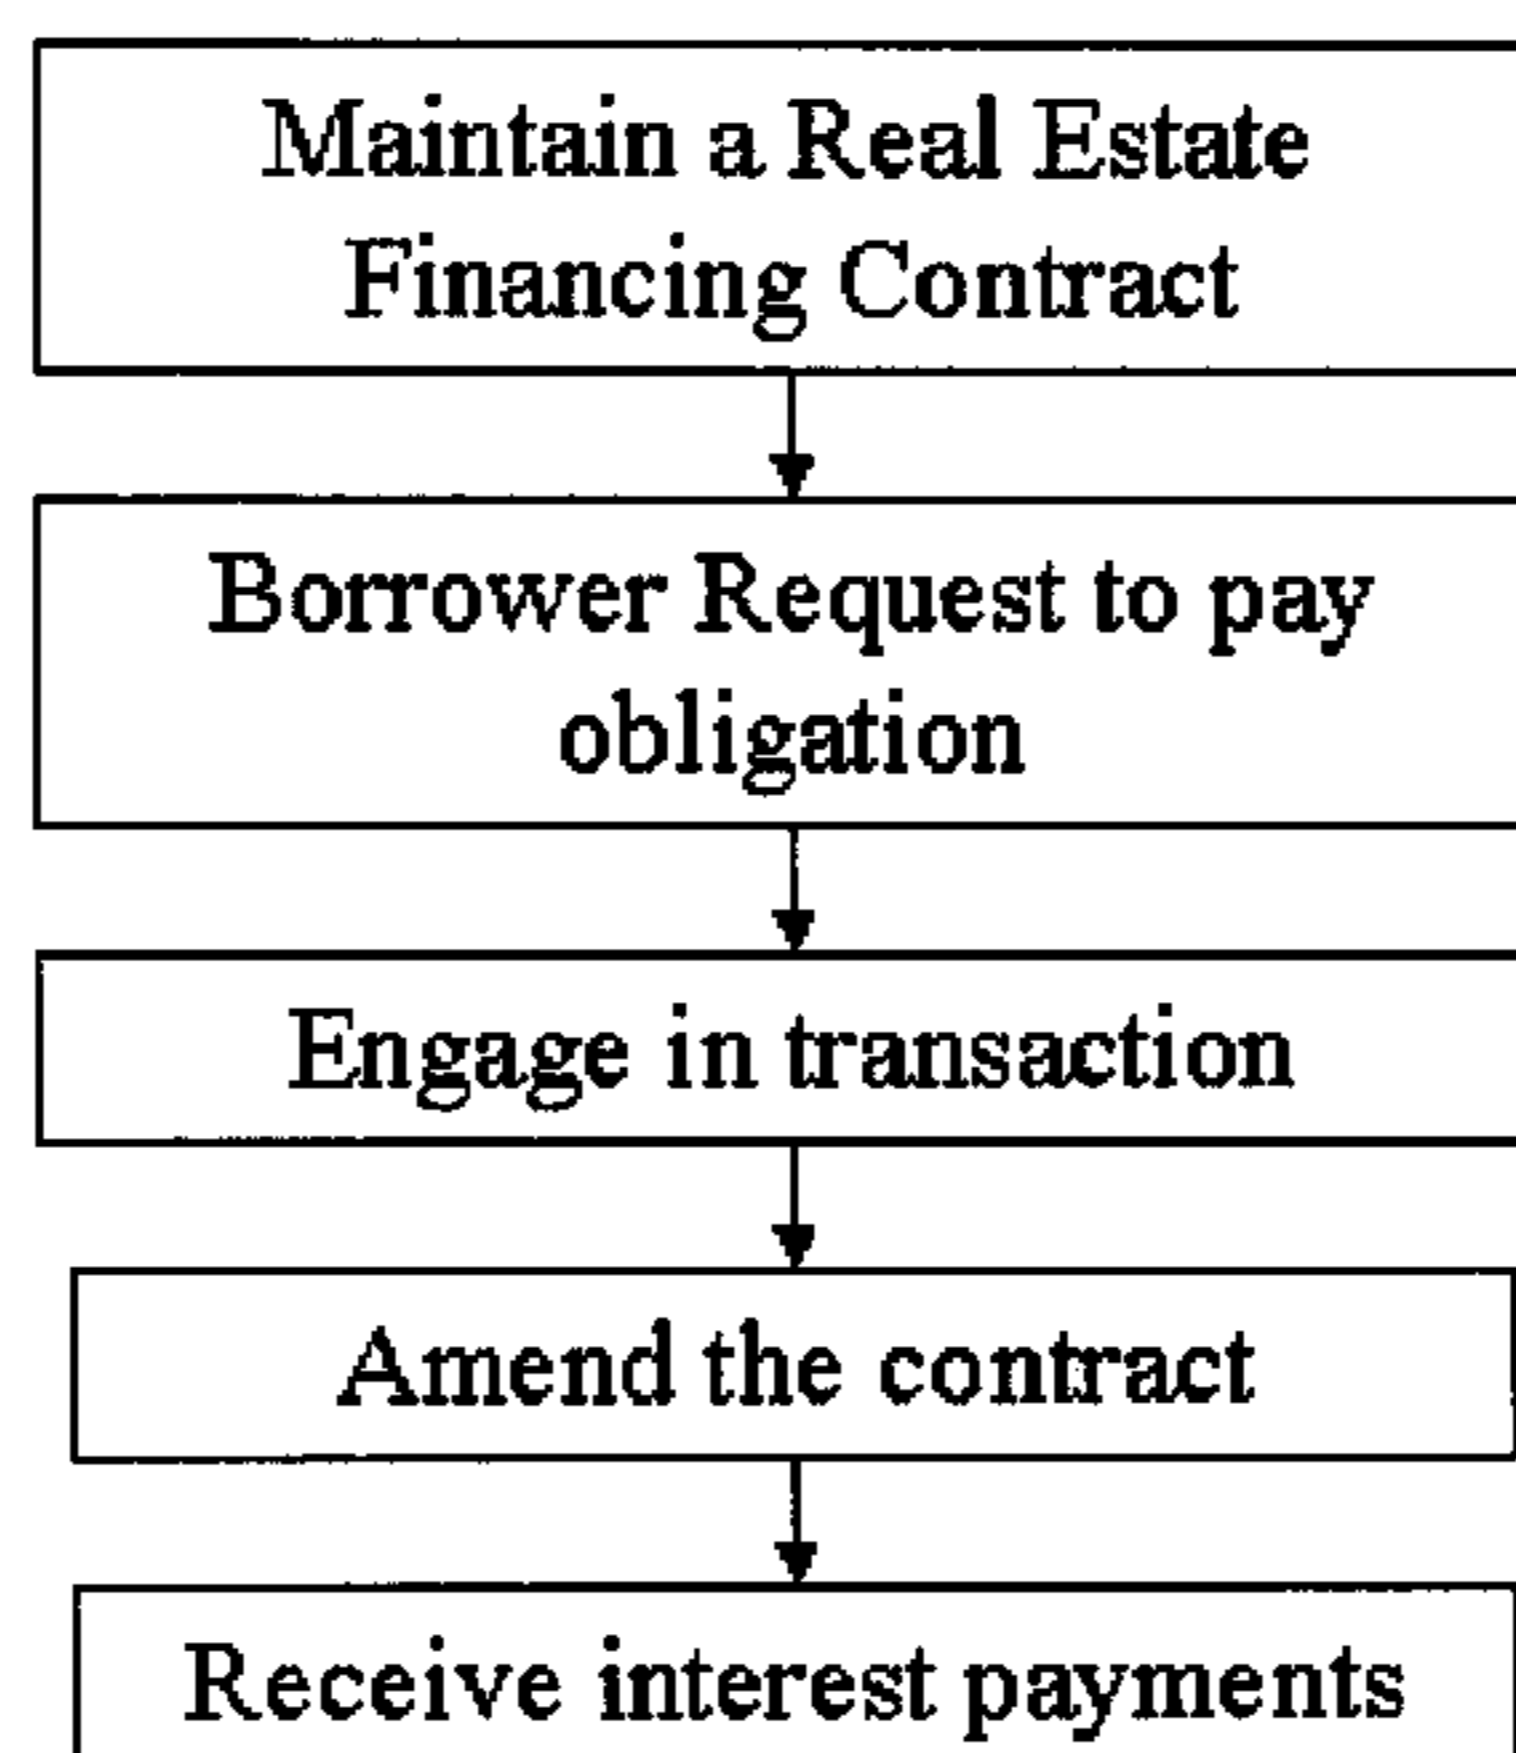 Maintain a Real Estate
Financing Contract
Borrower Request to pay
obligation
Engage in transaction
Amend the contract
Receive interest payments